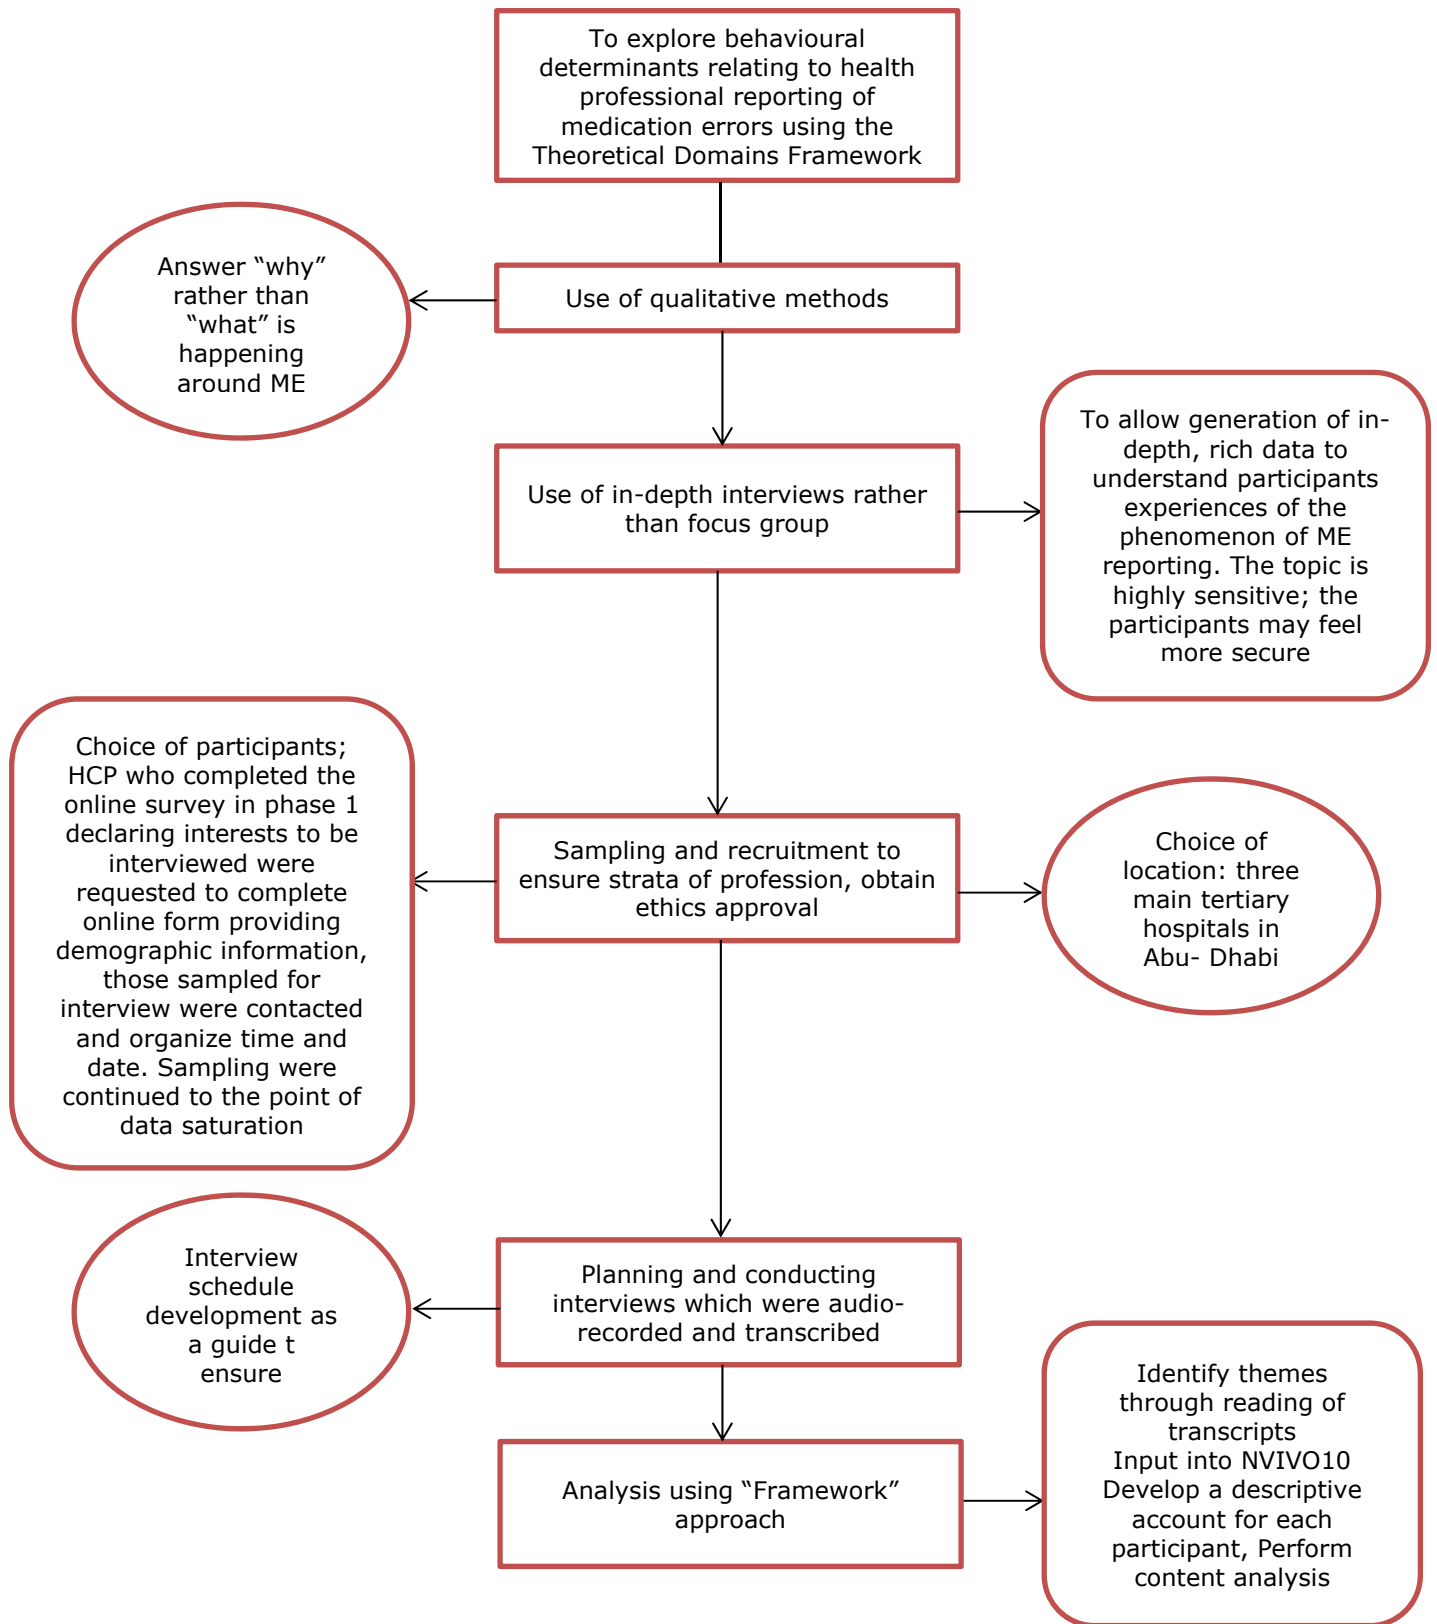 To explore behavioural
determinants relating to health
professional reporting of
medication errors using the
Theoretical Domains Framework
Answer “why”
rather than
“what” is
happening
around ME
Use of qualitative methods
Use of in-depth interviews rather
than focus group
To allow generation of in-
depth, rich data to
understand participants
experiences of the
phenomenon of ME
reporting. The topic is
highly sensitive; the
participants may feel
more secure
Choice of participants;
HCP who completed the
online survey in phase 1
declaring interests to be
interviewed were
requested to complete
online form providing
demographic information,
those sampled for
interview were contacted
and organize time and
date. Sampling were
continued to the point of
data saturation
Sampling and recruitment to
ensure strata of profession, obtain
ethics approval
Choice of
location: three
main tertiary
hospitals in
Abu- Dhabi
Interview
schedule
development as
a guide t
ensure
Planning and conducting
interviews which were audio-
recorded and transcribed
Analysis using “Framework”
approach
Identify themes
through reading of
transcripts
Input into NVIVO10
Develop a descriptive
account for each
participant, Perform
content analysis